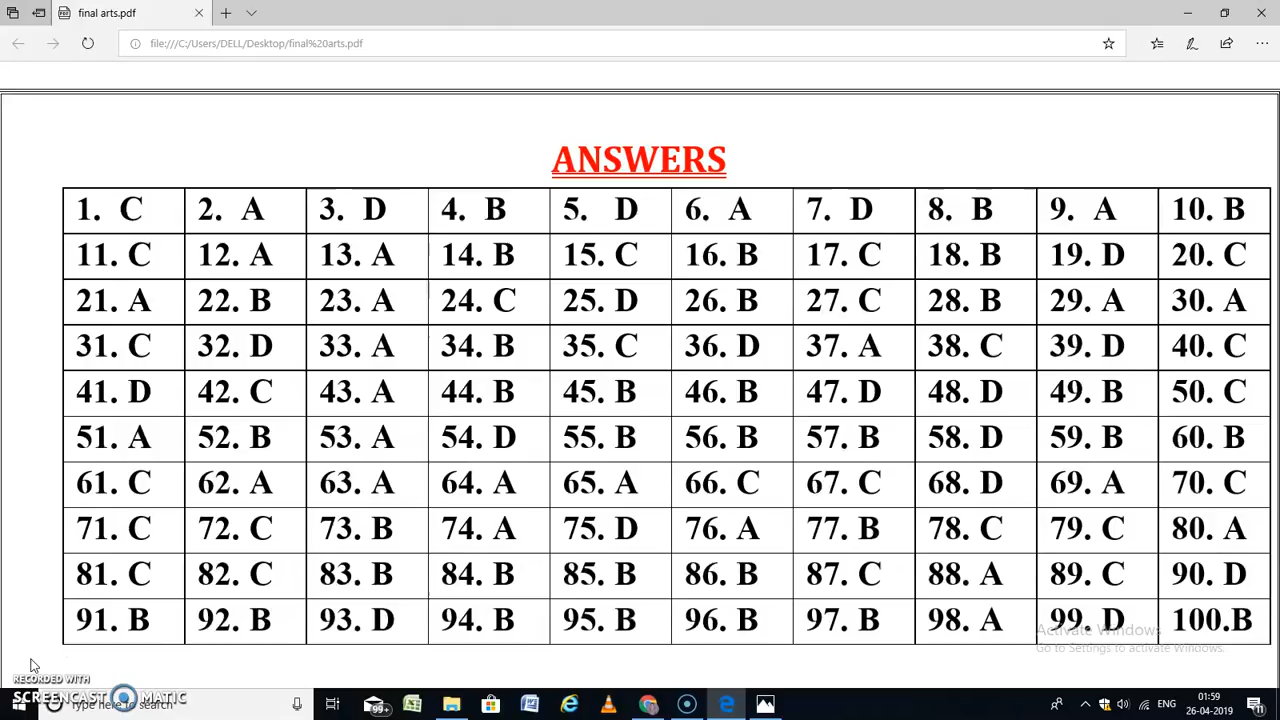 final arts.pdf
file:///C:/Users/DELL/Desktop/final%20arts.pdf
ANSWERS
1. C 2. A 3. D 4. B 5. D 6. A 7. D 8. B 9. A 10. B
11. C 12. A 13. A 14. B 15. C 16. B 17. C 18. B 19. D 20. C
21. A 22. B 23. A 24. C 25. D 26. B 27. C 28. B 29. A 30. A
31. C 32. D 33. A 34. B 35. C 36. D 37. A 38. C 39. D 40. C
41. D 42. C 43. A 44. B 45. B 46. B 47. D 48. D 49. B 50. C
51. A 52. B 53. A 54. D 55. B 56. B 57. B 58. D 59. B 60. B
61. C 62. A 63. A 64. A 65. A 66. C 67. C 68. D 69. A 70. C
71. C 72. C 73. B 74. A 75. D 76. A 77. B 78. C 79. C 80. A
81. C 82. C 83. B 84. B 85. B 86. B 87. C 88. A 89. C 90. D
91. B 92. B 93. D 94. B 95. B 96. B 97. B 98. A 99. D 100.B
Activate Windows
Go to Settings to activate Windows.
RECORDED WITH
SCREENCAST MATIC
Type here to search
99+
01:59
26-04-2019
11